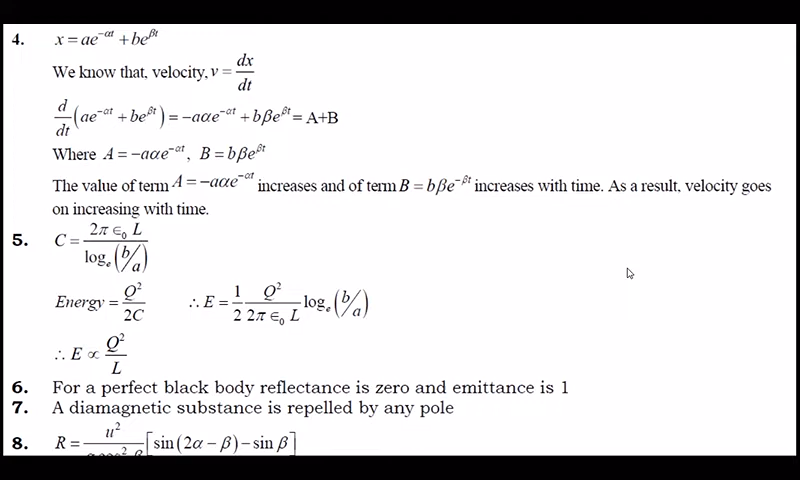 4. x = ae^{-αt} + be^{βt}
We know that, velocity, v = dx/dt
d/dt (ae^{-αt} + be^{βt}) = -aαe^{-αt} + bβe^{βt} = A+B
Where A = -aαe^{-αt}, B = bβe^{βt}
The value of term A = -aαe^{-αt} increases and of term B = bβe^{-βt} increases with time. As a result, velocity goes
on increasing with time.
5. C = 2π ∈₀ L / log_e (b/a)
Energy = Q²/2C ∴ E = 1/2 Q²/2π ∈₀ L log_e (b/a)
∴ E ∝ Q²/L
6. For a perfect black body reflectance is zero and emittance is 1
7. A diamagnetic substance is repelled by any pole
8. R = u² [sin(2α - β) - sin β]